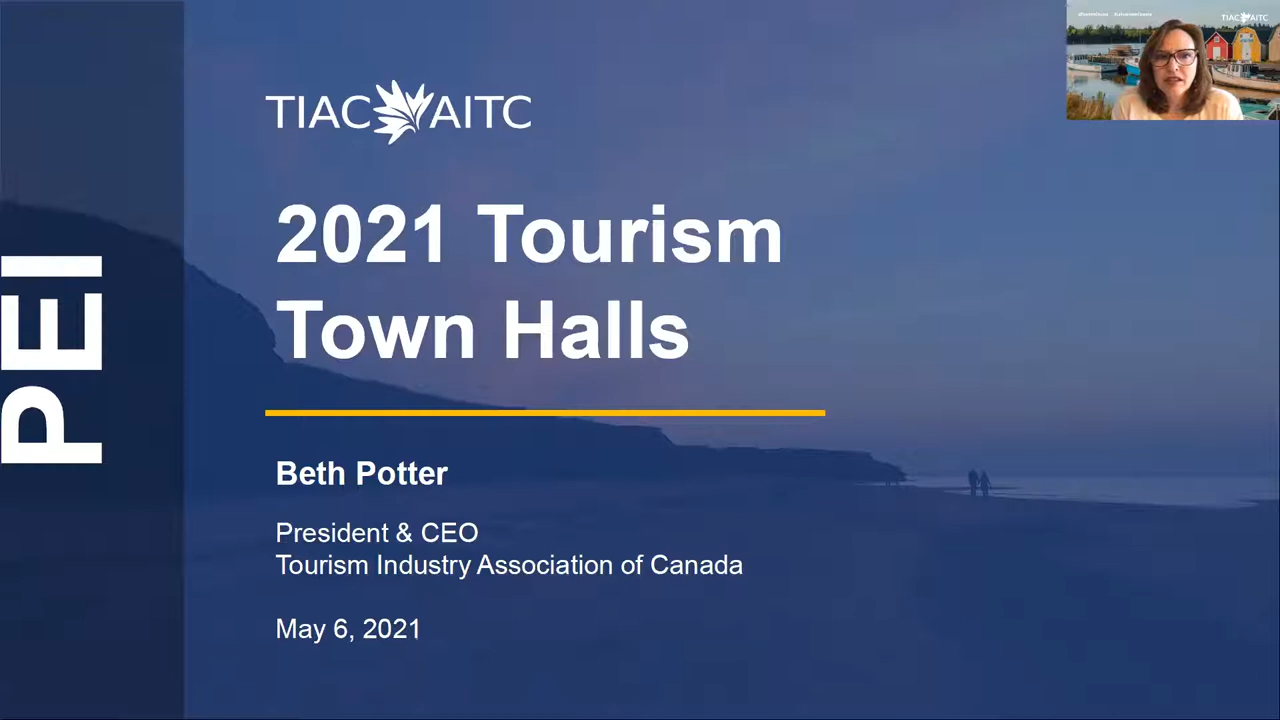 TIAC AITC
2021 Tourism
Town Halls
PEI
Beth Potter
President & CEO
Tourism Industry Association of Canada
May 6, 2021
TIAC AITC